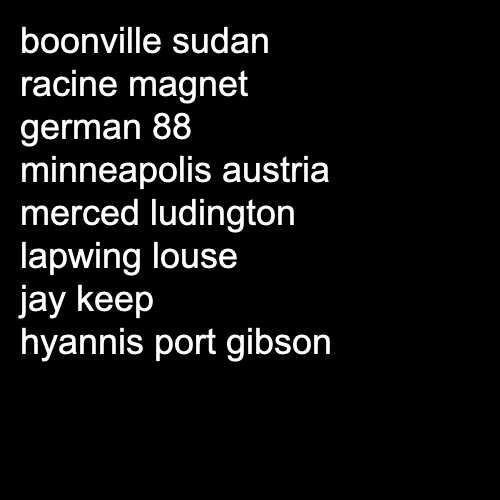 boonville sudan
racine magnet
german 88
minneapolis austria
merced ludington
lapwing louse
jay keep
hyannis port gibson